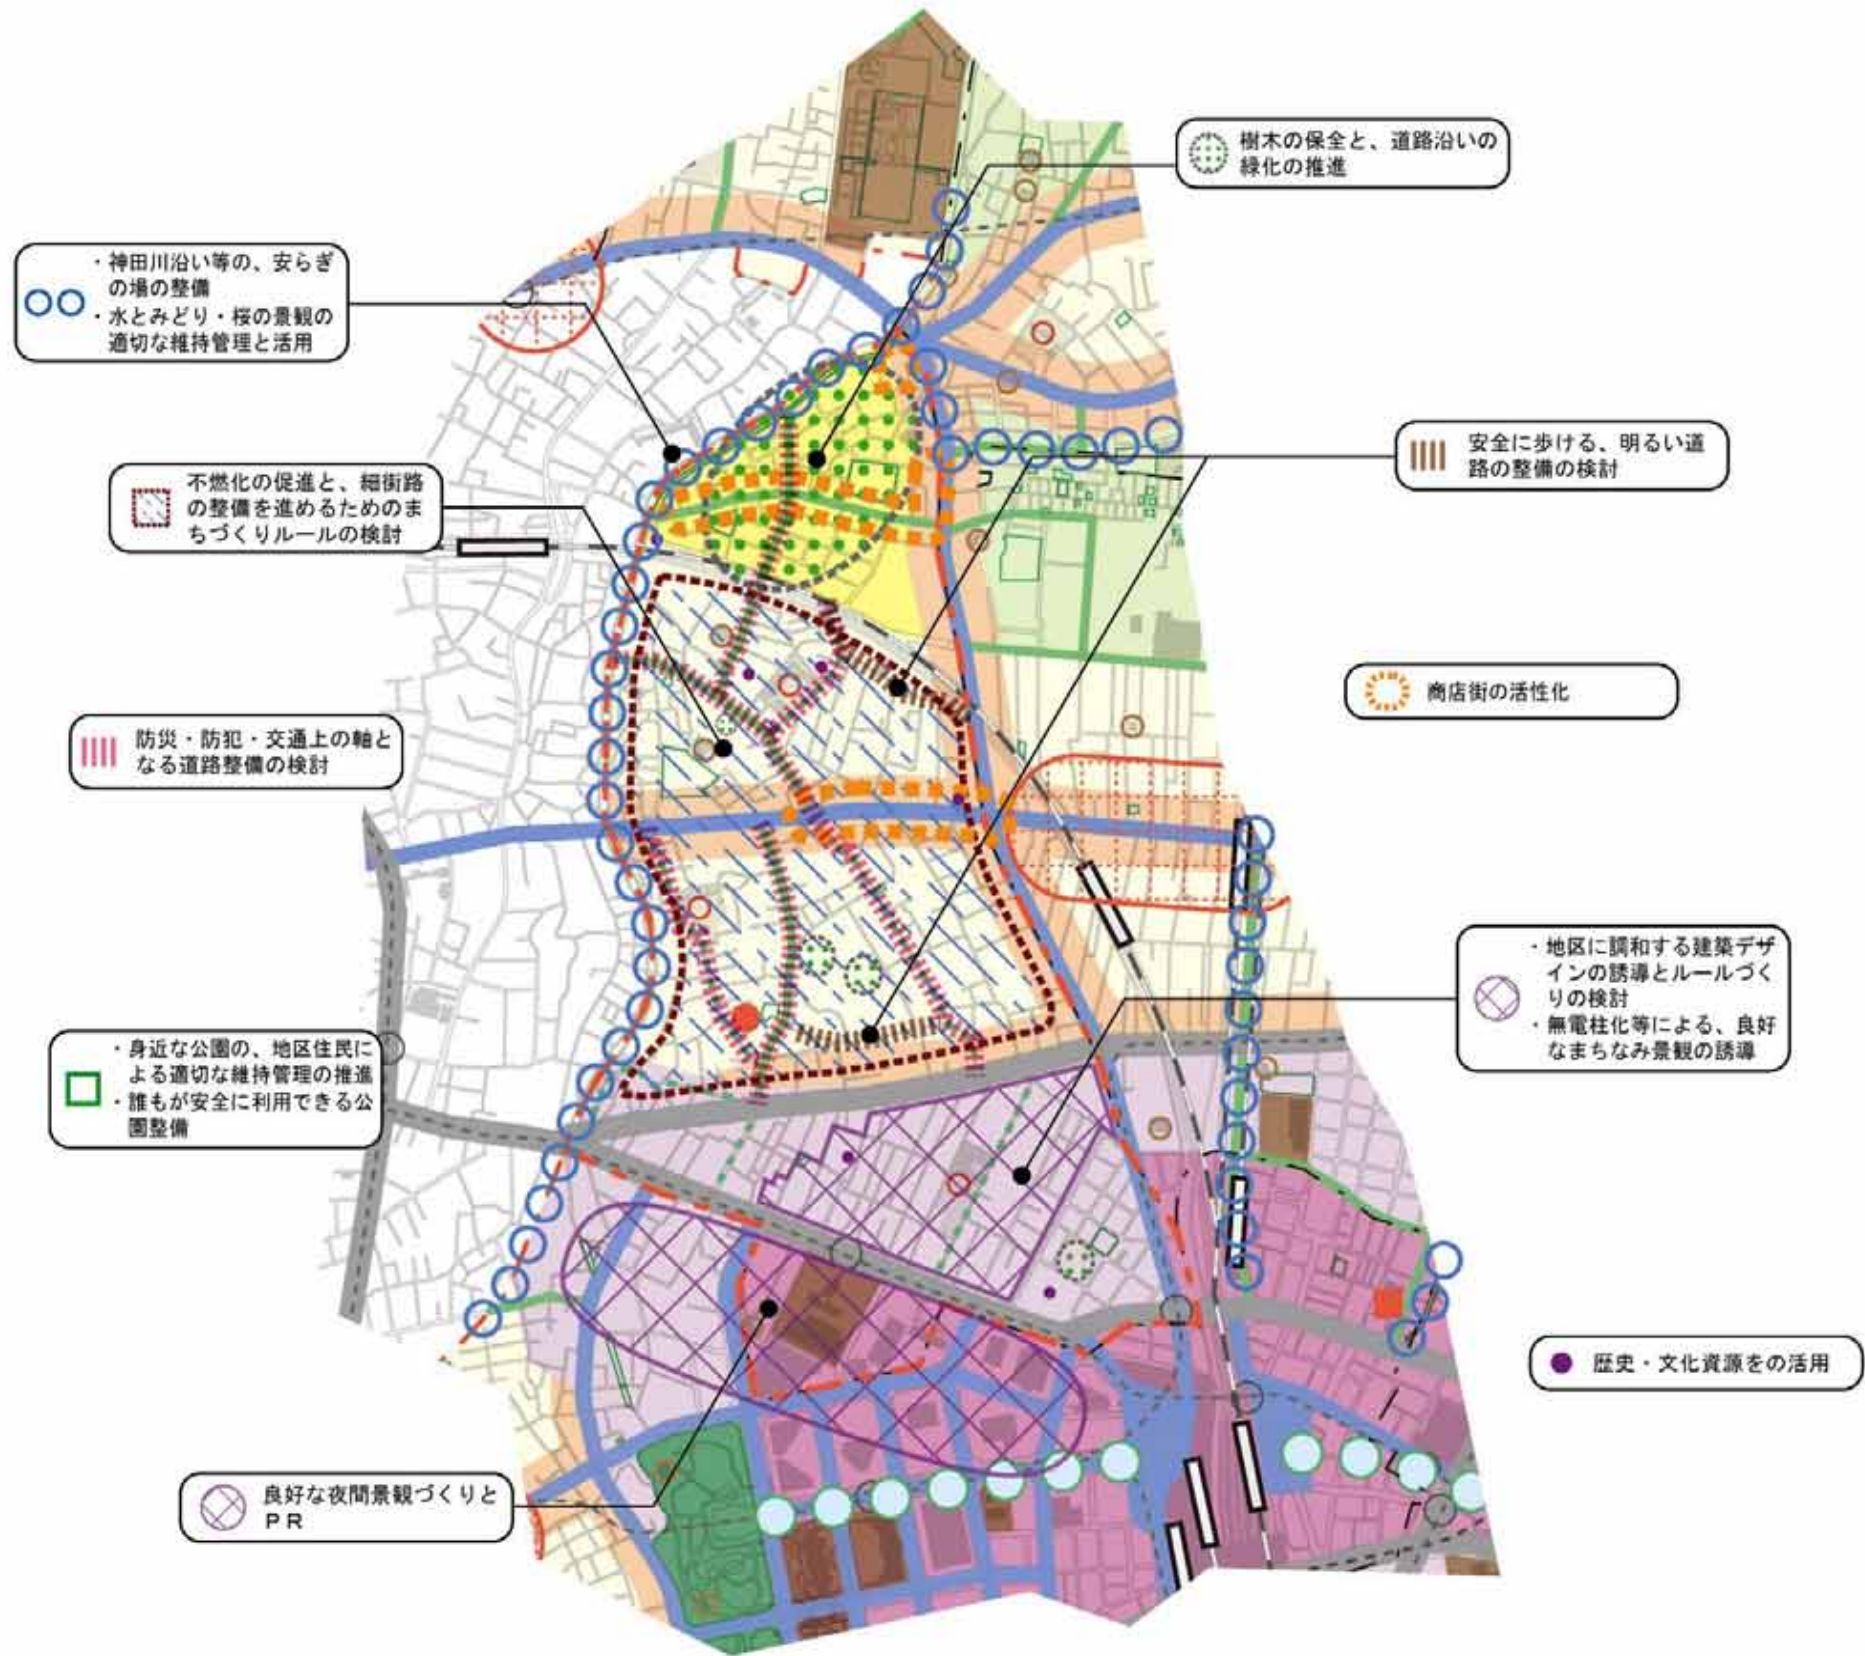 樹木の保全と、道路沿いの
緑化の推進
・神田川沿い等の、安らぎ
の場の整備
・水とみどり・桜の景観の
適切な維持管理と活用
安全に歩ける、明るい道
路の整備の検討
不燃化の促進と、細街路
の整備を進めるためのま
ちづくりルールの検討
商店街の活性化
防災・防犯・交通上の軸と
なる道路整備の検討
・地区に調和する建築デザ
インの誘導とルールづく
りの検討
・無電柱化等による、良好
なまちなみ景観の誘導
・身近な公園の、地区住民に
よる適切な維持管理の推進
・誰もが安全に利用できる公
園整備
歴史・文化資源をの活用
良好な夜間景観づくりと
ＰＲ